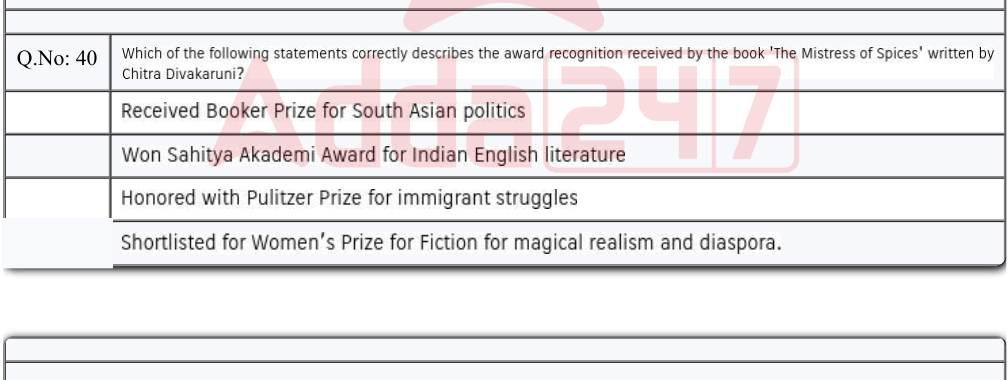 Q.No: 40
Which of the following statements correctly describes the award recognition received by the book 'The Mistress of Spices' written by
Chitra Divakaruni?
Received Booker Prize for South Asian politics
Won Sahitya Akademi Award for Indian English literature
Honored with Pulitzer Prize for immigrant struggles
Shortlisted for Women's Prize for Fiction for magical realism and diaspora.
Adda247